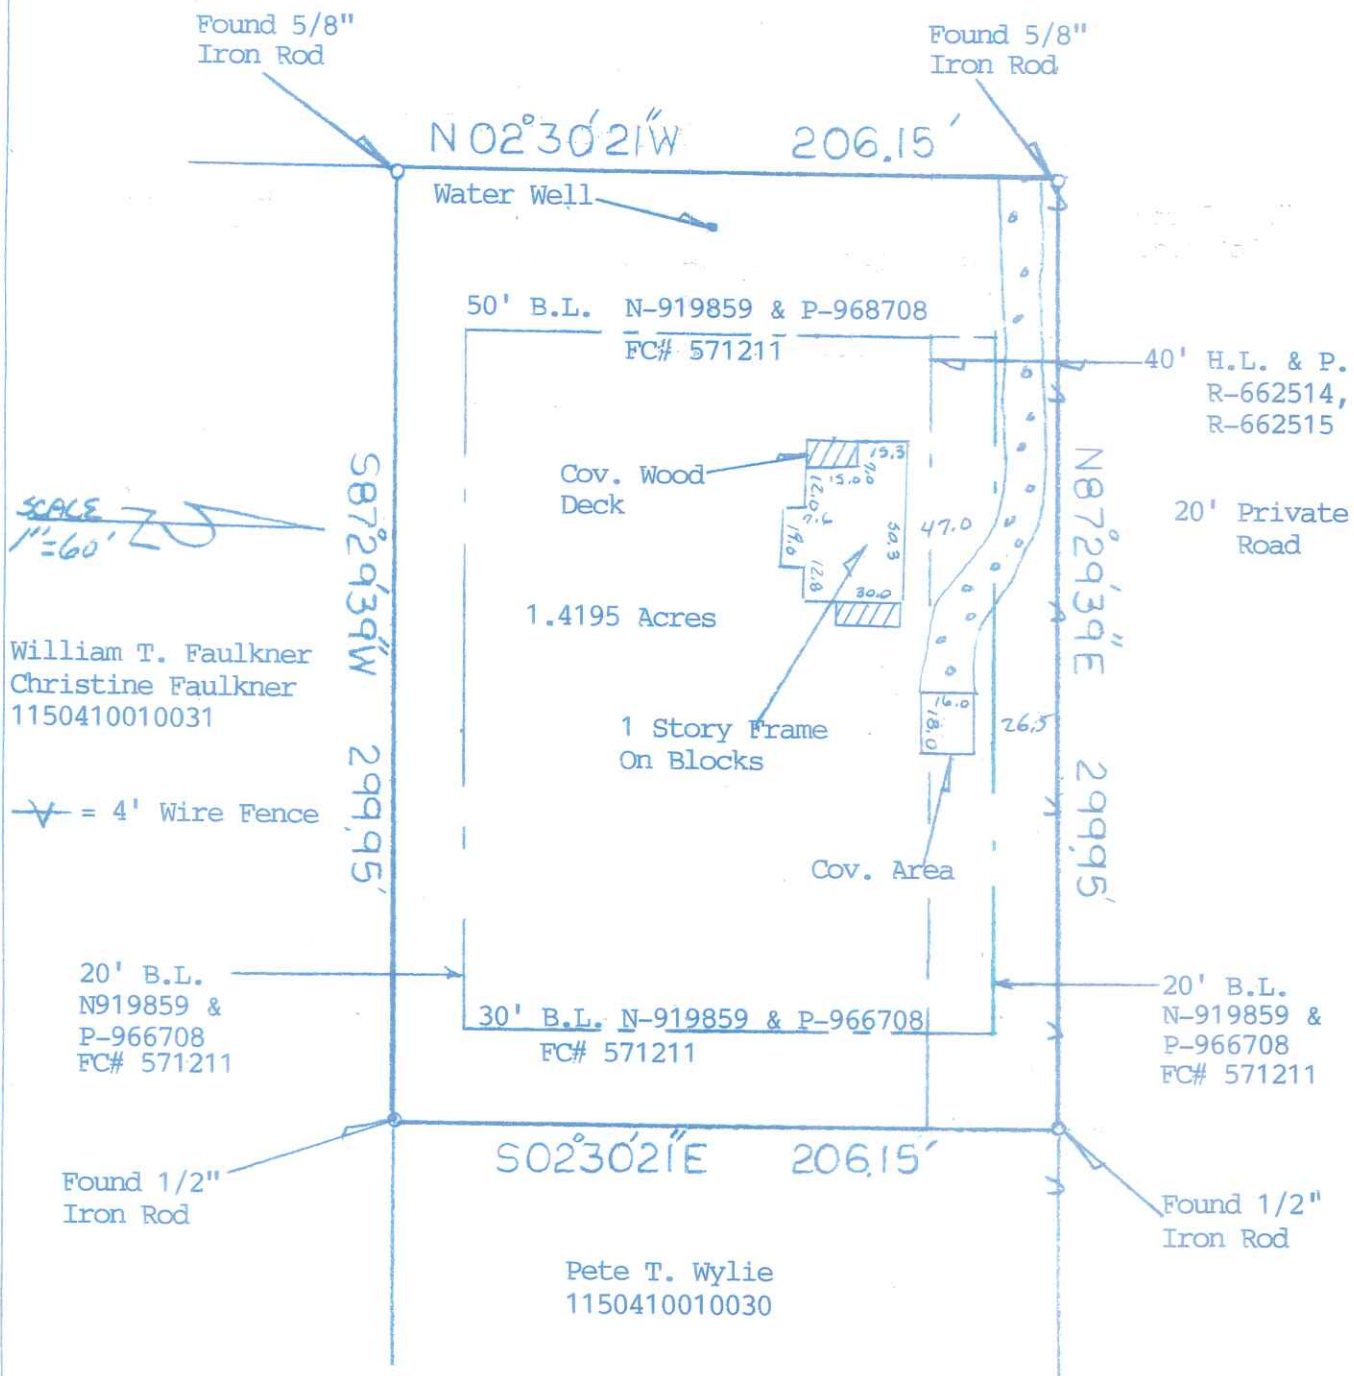 Found 5/8"
Iron Rod
Found 5/8"
Iron Rod
N 02°30'21"W 206.15'
Water Well
50' B.L. N-919859 & P-968708
FC# 571211
40' H.L. & P.
R-662514,
R-662515
Cov. Wood
Deck
15.3
9.0
15.0
12.0
7.6
19.0
12.8
50.3
30.0
47.0
S87°29'39"W 299.95'
N87°29'39"E 299.95'
20' Private
Road
SCALE
1"=60'
1.4195 Acres
William T. Faulkner
Christine Faulkner
1150410010031
1 Story Frame
On Blocks
16.0
18.0
26.5
= 4' Wire Fence
Cov. Area
20' B.L.
N919859 &
P-966708
FC# 571211
30' B.L. N-919859 & P-966708
FC# 571211
20' B.L.
N-919859 &
P-966708
FC# 571211
S02°30'21"E 206.15'
Found 1/2"
Iron Rod
Found 1/2"
Iron Rod
Pete T. Wylie
1150410010030